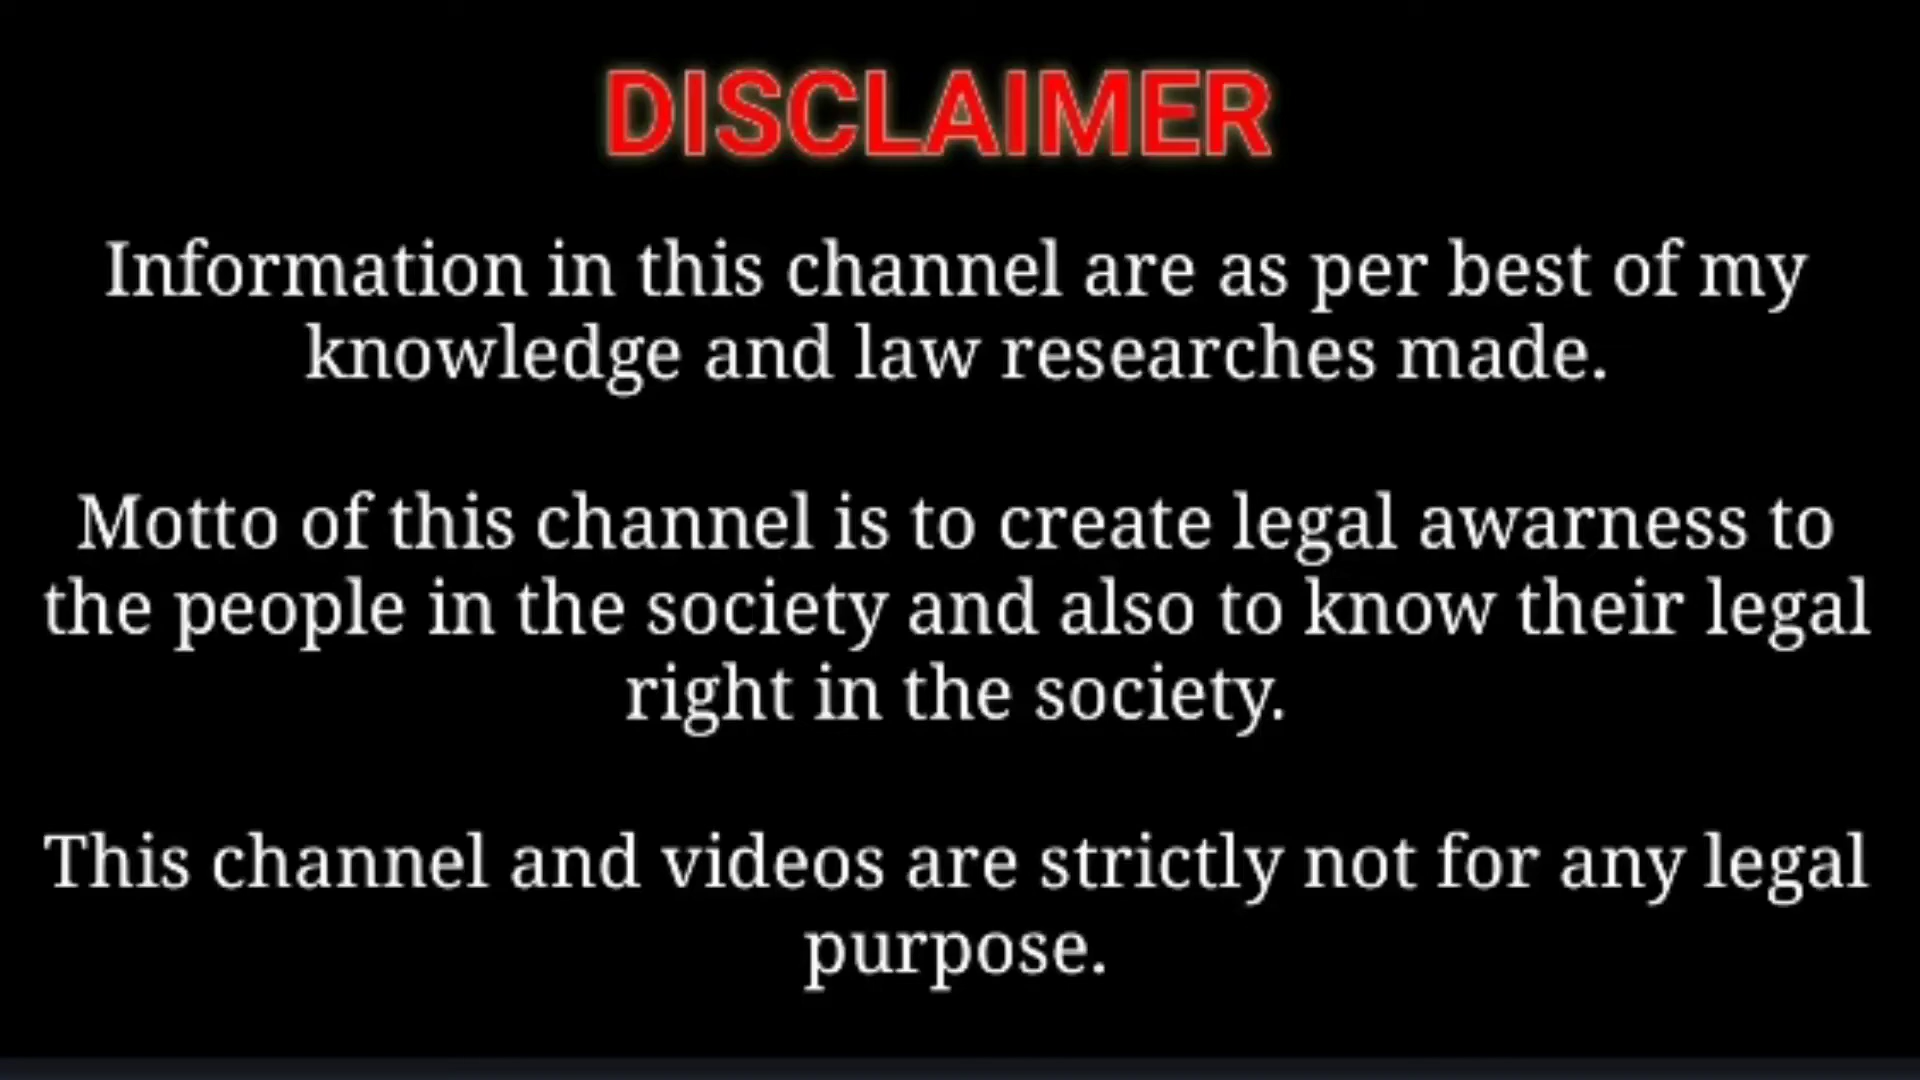 DISCLAIMER
Information in this channel are as per best of my
knowledge and law researches made.
Motto of this channel is to create legal awarness to
the people in the society and also to know their legal
right in the society.
This channel and videos are strictly not for any legal
purpose.